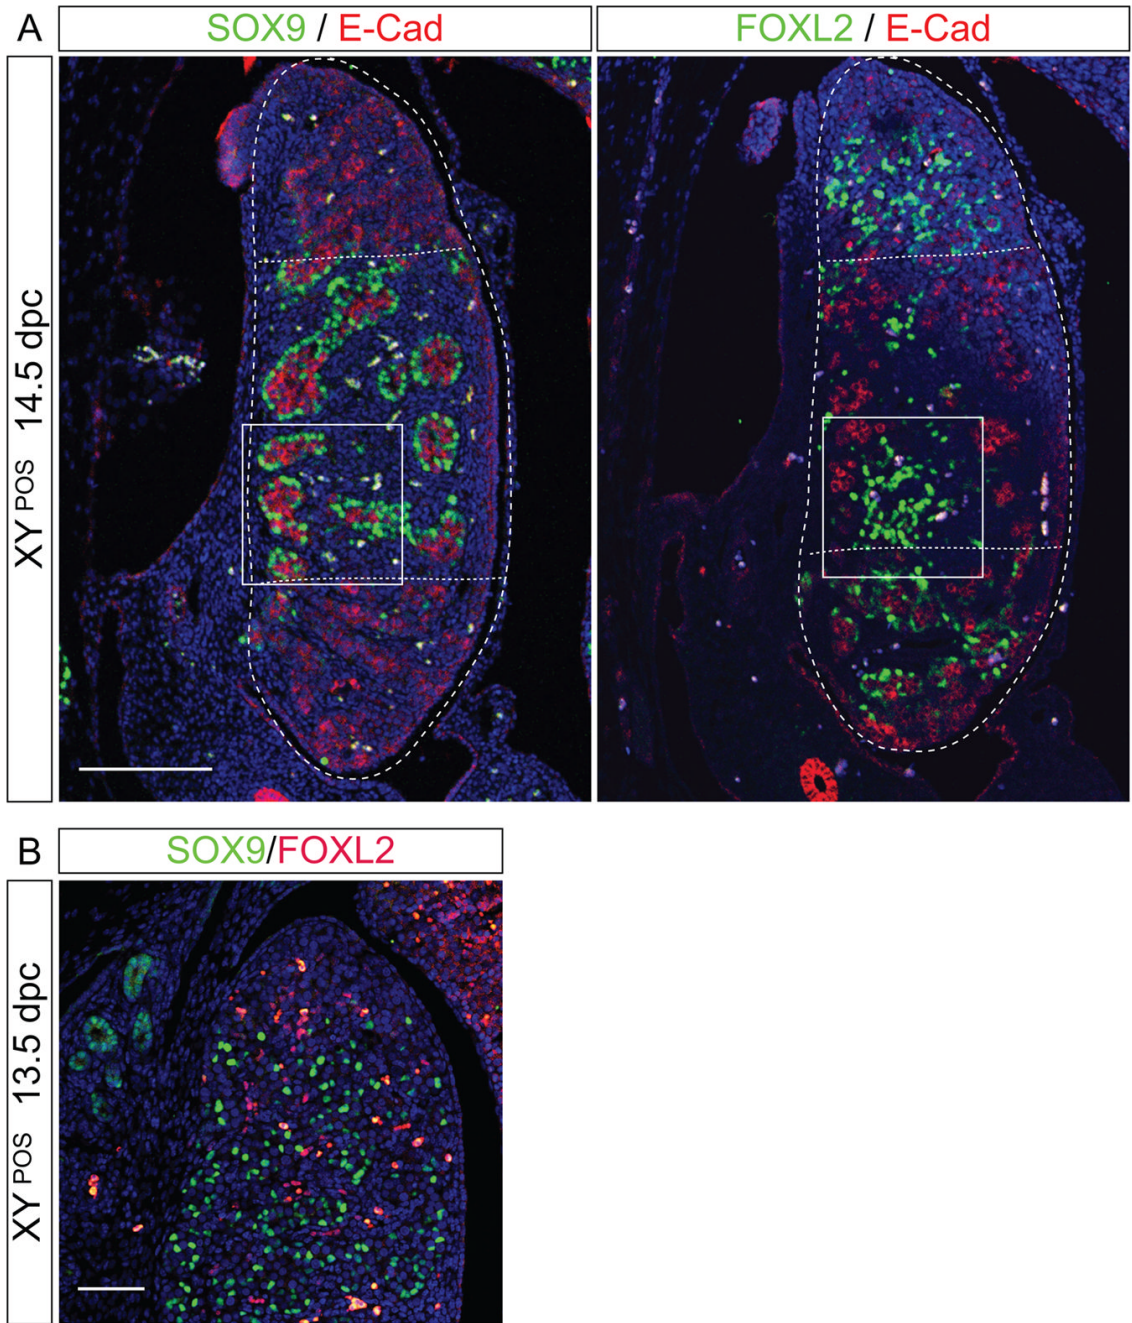 A
SOX9 / E-Cad
FOXL2 / E-Cad
XY POS 14.5 dpc
B
SOX9/FOXL2
XY POS 13.5 dpc